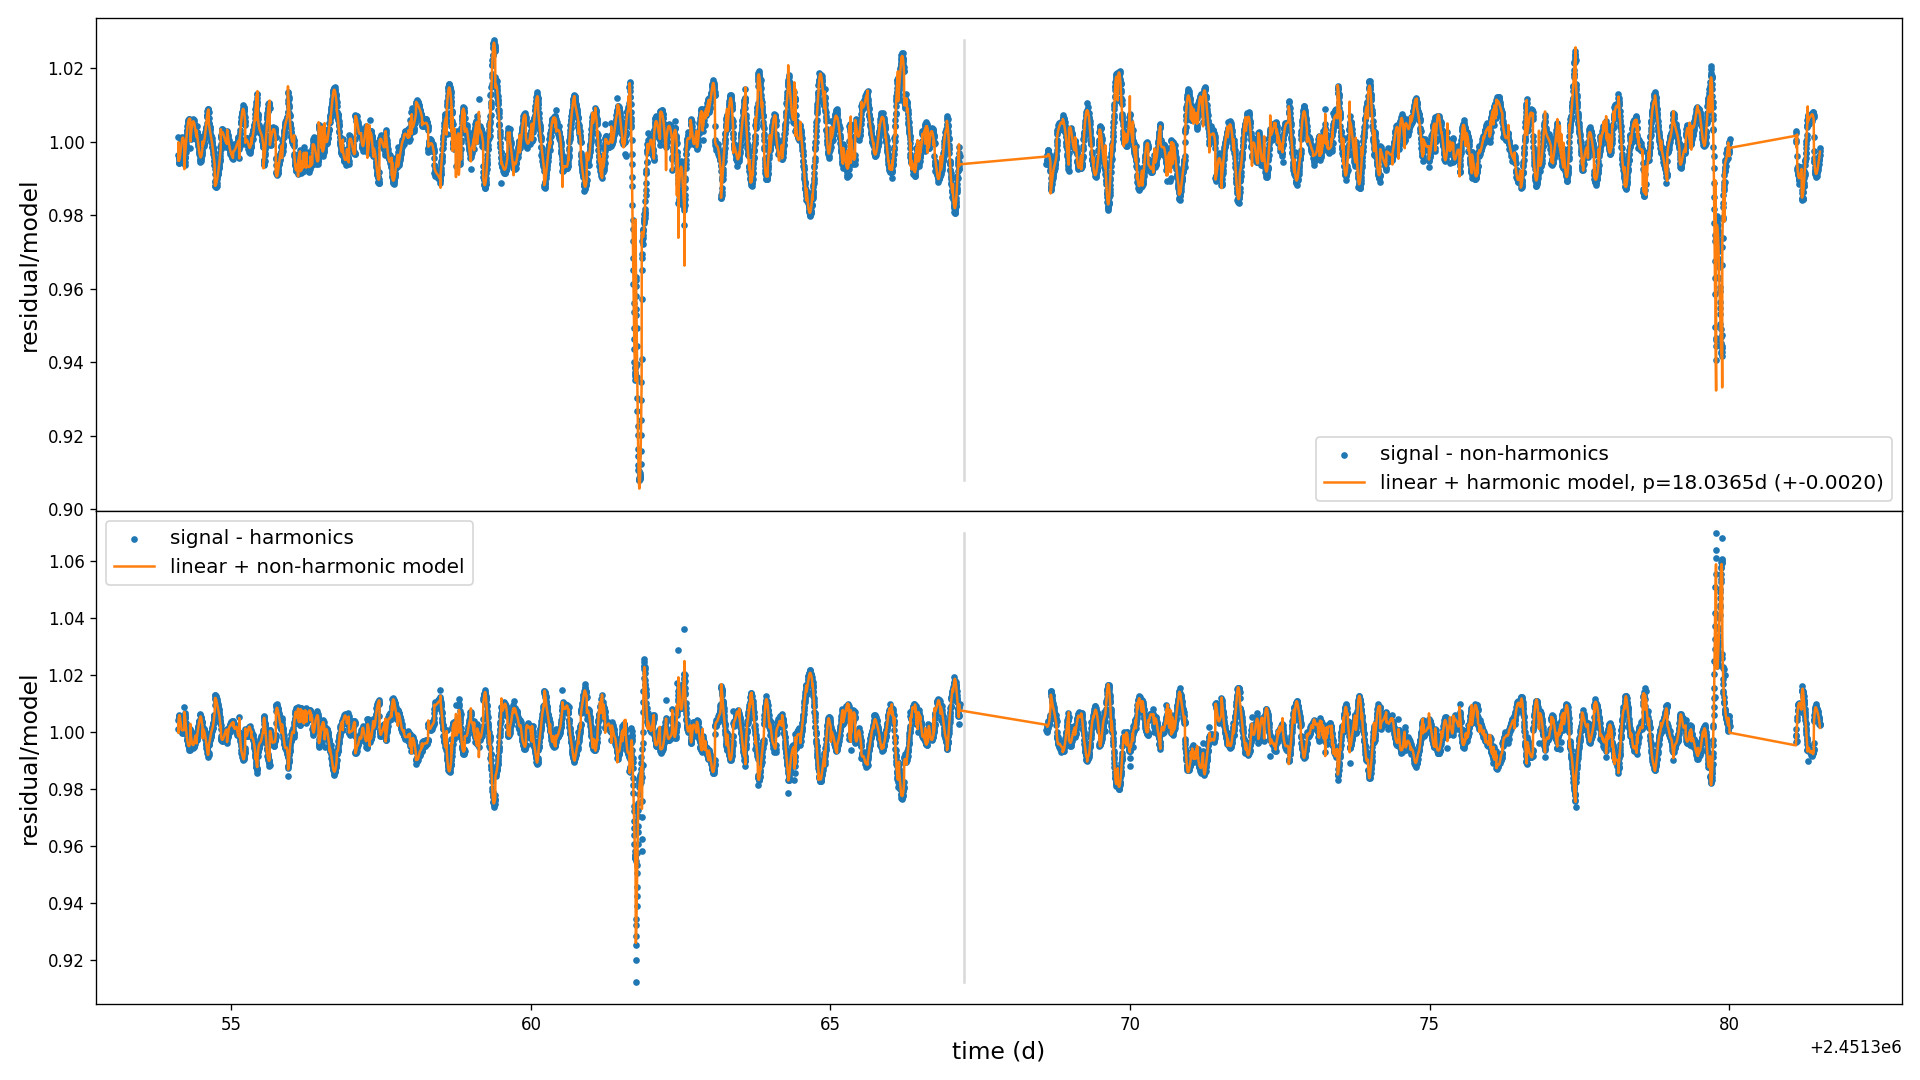 residual/model
1.02
1.00
0.98
0.96
0.94
0.92
0.90
signal - non-harmonics
linear + harmonic model, p=18.0365d (+-0.0020)
residual/model
1.06
1.04
1.02
1.00
0.98
0.96
0.94
0.92
signal - harmonics
linear + non-harmonic model
55 60 65 70 75 80
time (d)
+2.4513e6